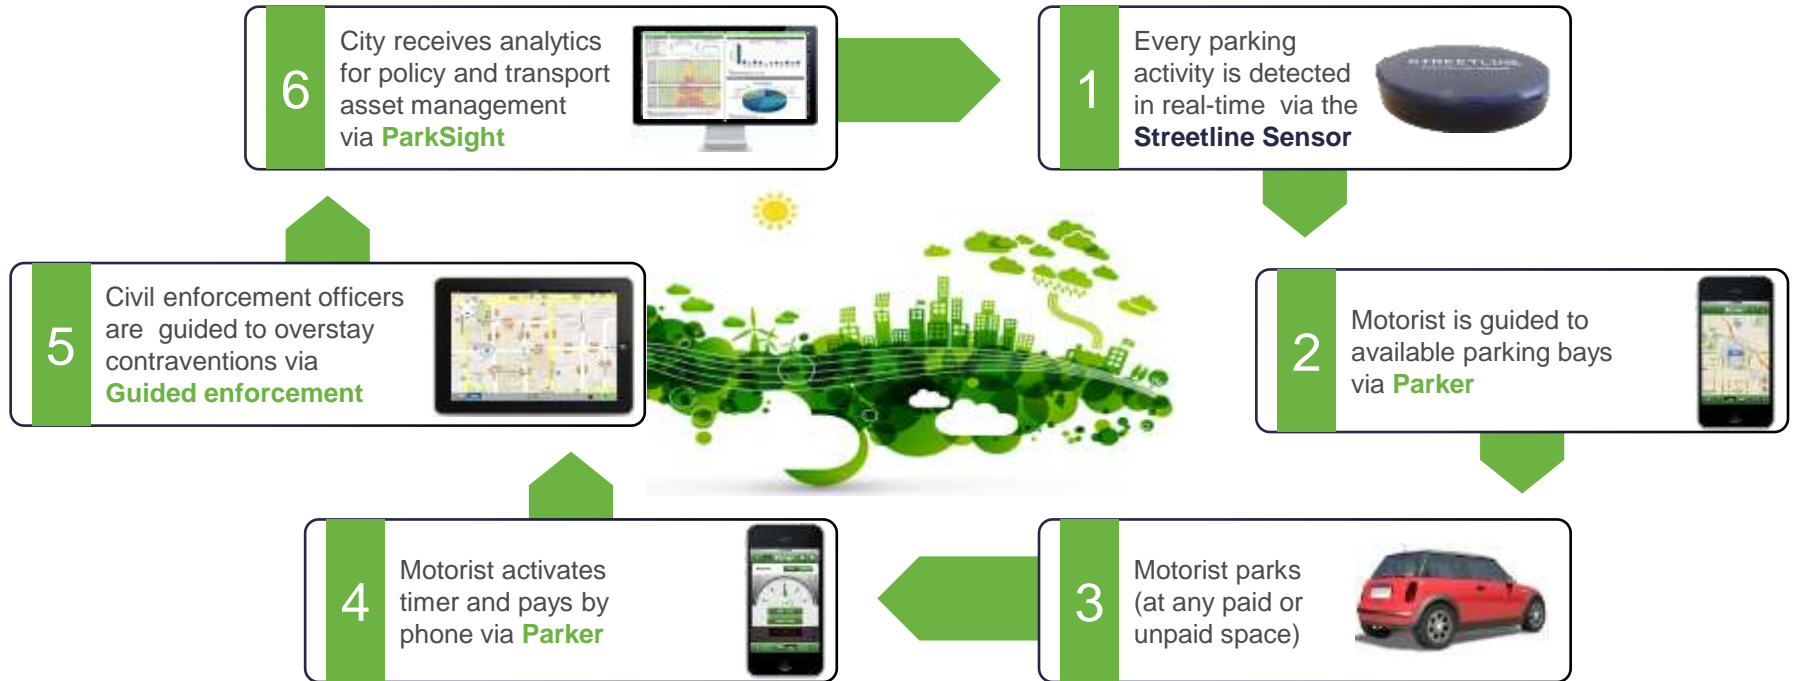 6
City receives analytics
for policy and transport
asset management
via ParkSight
1
Every parking
activity is detected
in real-time via the
Streetline Sensor
STREETLINE
5
Civil enforcement officers
are guided to overstay
contraventions via
Guided enforcement
2
Motorist is guided to
available parking bays
via Parker
4
Motorist activates
timer and pays by
phone via Parker
3
Motorist parks
(at any paid or
unpaid space)